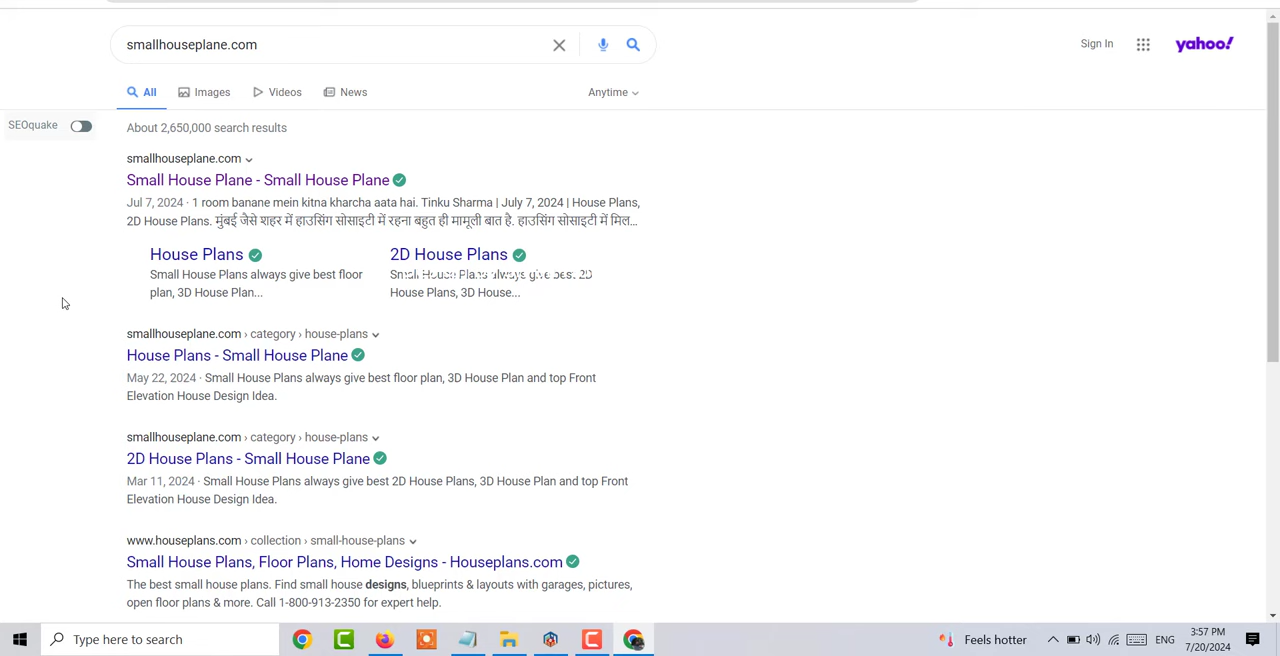 smallhouseplane.com
Sign In
yahoo!
All
Images
Videos
News
Anytime
SEOquake
About 2,650,000 search results
smallhouseplane.com
Small House Plane - Small House Plane
Jul 7, 2024 · 1 room banane mein kitna kharcha aata hai. Tinku Sharma | July 7, 2024 | House Plans,
2D House Plans. मुंबई जैसे शहर में हाउसिंग सोसाइटी में रहना बहुत ही मामूली बात है. हाउसिंग सोसाइटी में मिल...
House Plans
2D House Plans
Small House Plans always give best floor
Small House Plans always give best 2D
plan, 3D House Plan...
House Plans, 3D House...
smallhouseplane.com › category › house-plans
House Plans - Small House Plane
May 22, 2024 · Small House Plans always give best floor plan, 3D House Plan and top Front
Elevation House Design Idea.
smallhouseplane.com › category › house-plans
2D House Plans - Small House Plane
Mar 11, 2024 · Small House Plans always give best 2D House Plans, 3D House Plan and top Front
Elevation House Design Idea.
www.houseplans.com › collection › small-house-plans
Small House Plans, Floor Plans, Home Designs - Houseplans.com
The best small house plans. Find small house designs, blueprints & layouts with garages, pictures,
open floor plans & more. Call 1-800-913-2350 for expert help.
Type here to search
Feels hotter
ENG
3:57 PM
7/20/2024